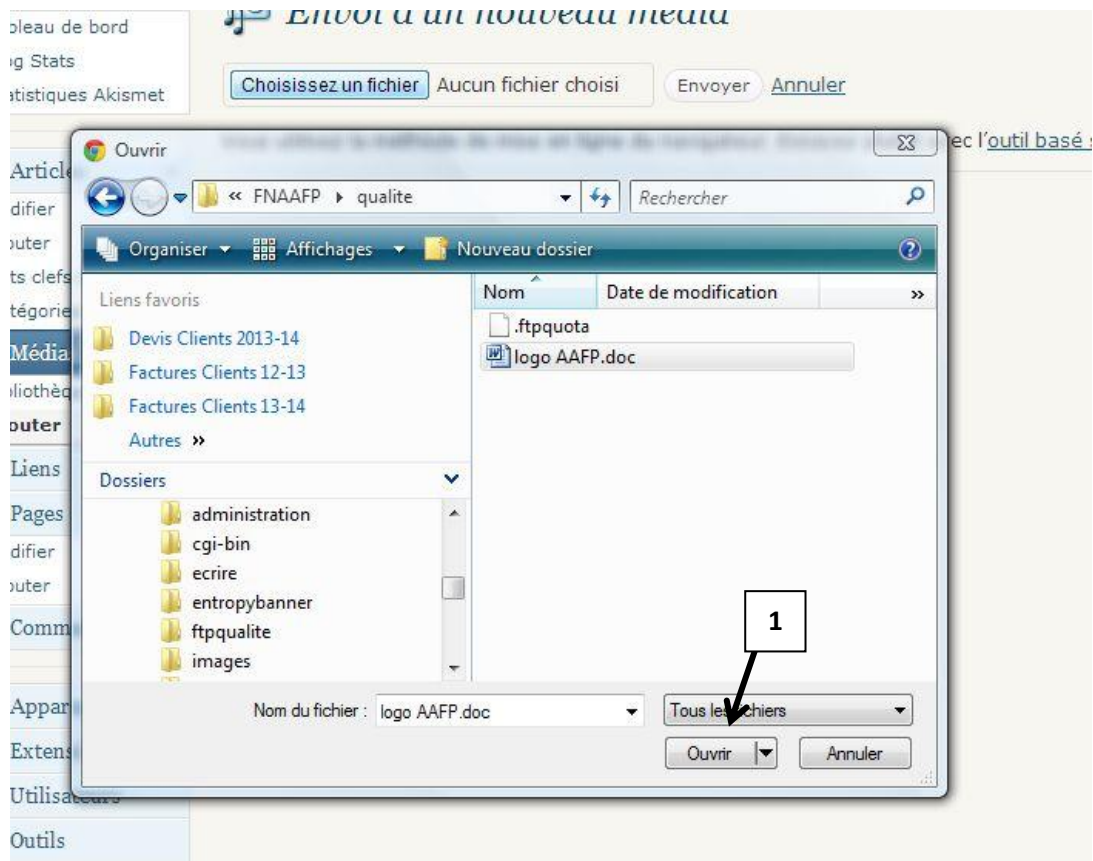 bleau de bord
Envoi d'un nouveau média
og Stats
atistiques Akismet
Choisissez un fichier Aucun fichier choisi Envoyer Annuler
Ouvrir
ec l'outil basé s
Article
difier
FNAAFP qualite
Rechercher
outer
Organiser Affichages Nouveau dossier
ts clefs
tégorie
Liens favoris
Nom Date de modification »
Devis Clients 2013-14
.ftpquota
Média
logo AAFP.doc
Factures Clients 12-13
bliothèq
Factures Clients 13-14
outer
Autres »
Liens
Dossiers
Pages
administration
difier
cgi-bin
outer
ecrire
entropybanner
Comm
ftpqualite
1
images
Appar
Nom du fichier : logo AAFP.doc
Tous les fichiers
Extens
Ouvrir Annuler
Utilisateurs
Outils